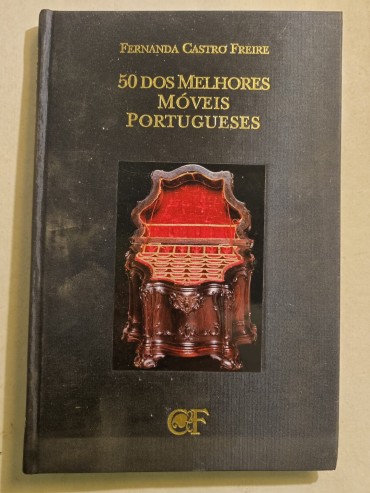 FERNANDA CASTRO FREIRE
50 DOS MELHORES
MÓVEIS
PORTUGUESES
CF